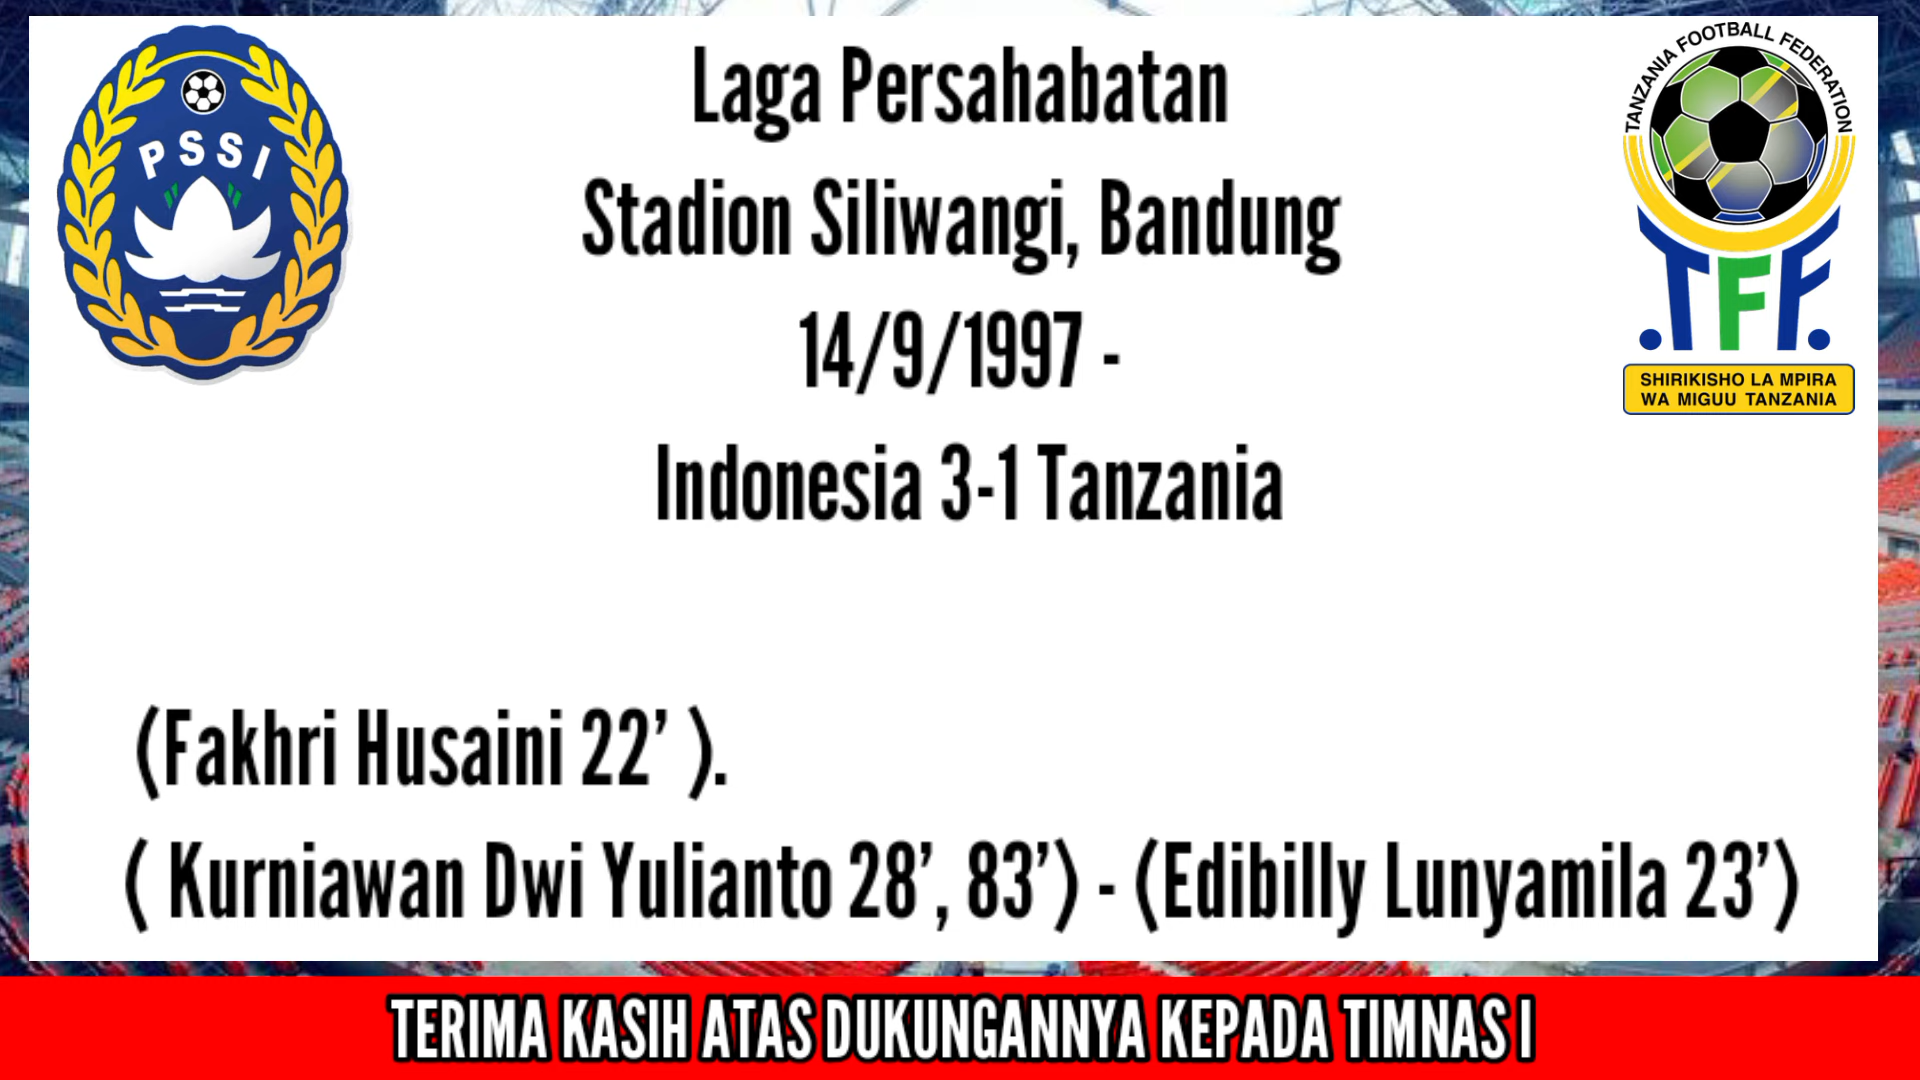 PSSI
TANZANIA FOOTBALL FEDERATION
TFF
SHIRIKISHO LA MPIRA
WA MIGUU TANZANIA
Laga Persahabatan
Stadion Siliwangi, Bandung
14/9/1997 -
Indonesia 3-1 Tanzania
(Fakhri Husaini 22’ ).
( Kurniawan Dwi Yulianto 28’, 83’) - (Edibilly Lunyamila 23’)
TERIMA KASIH ATAS DUKUNGANNYA KEPADA TIMNAS I